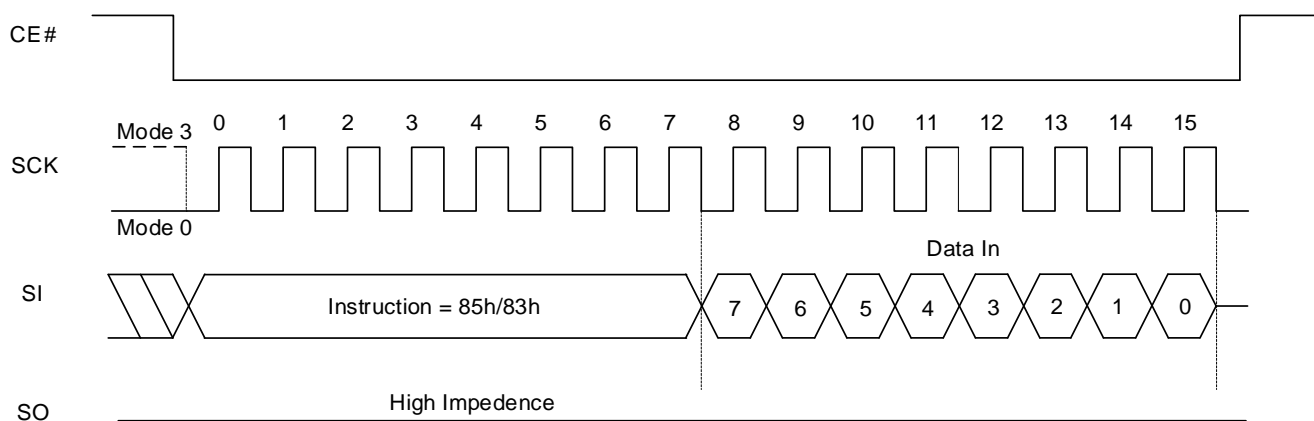 CE#
Mode 3 0 1 2 3 4 5 6 7 8 9 10 11 12 13 14 15
SCK
Mode 0
Data In
SI
Instruction = 85h/83h 7 6 5 4 3 2 1 0
High Impedence
SO